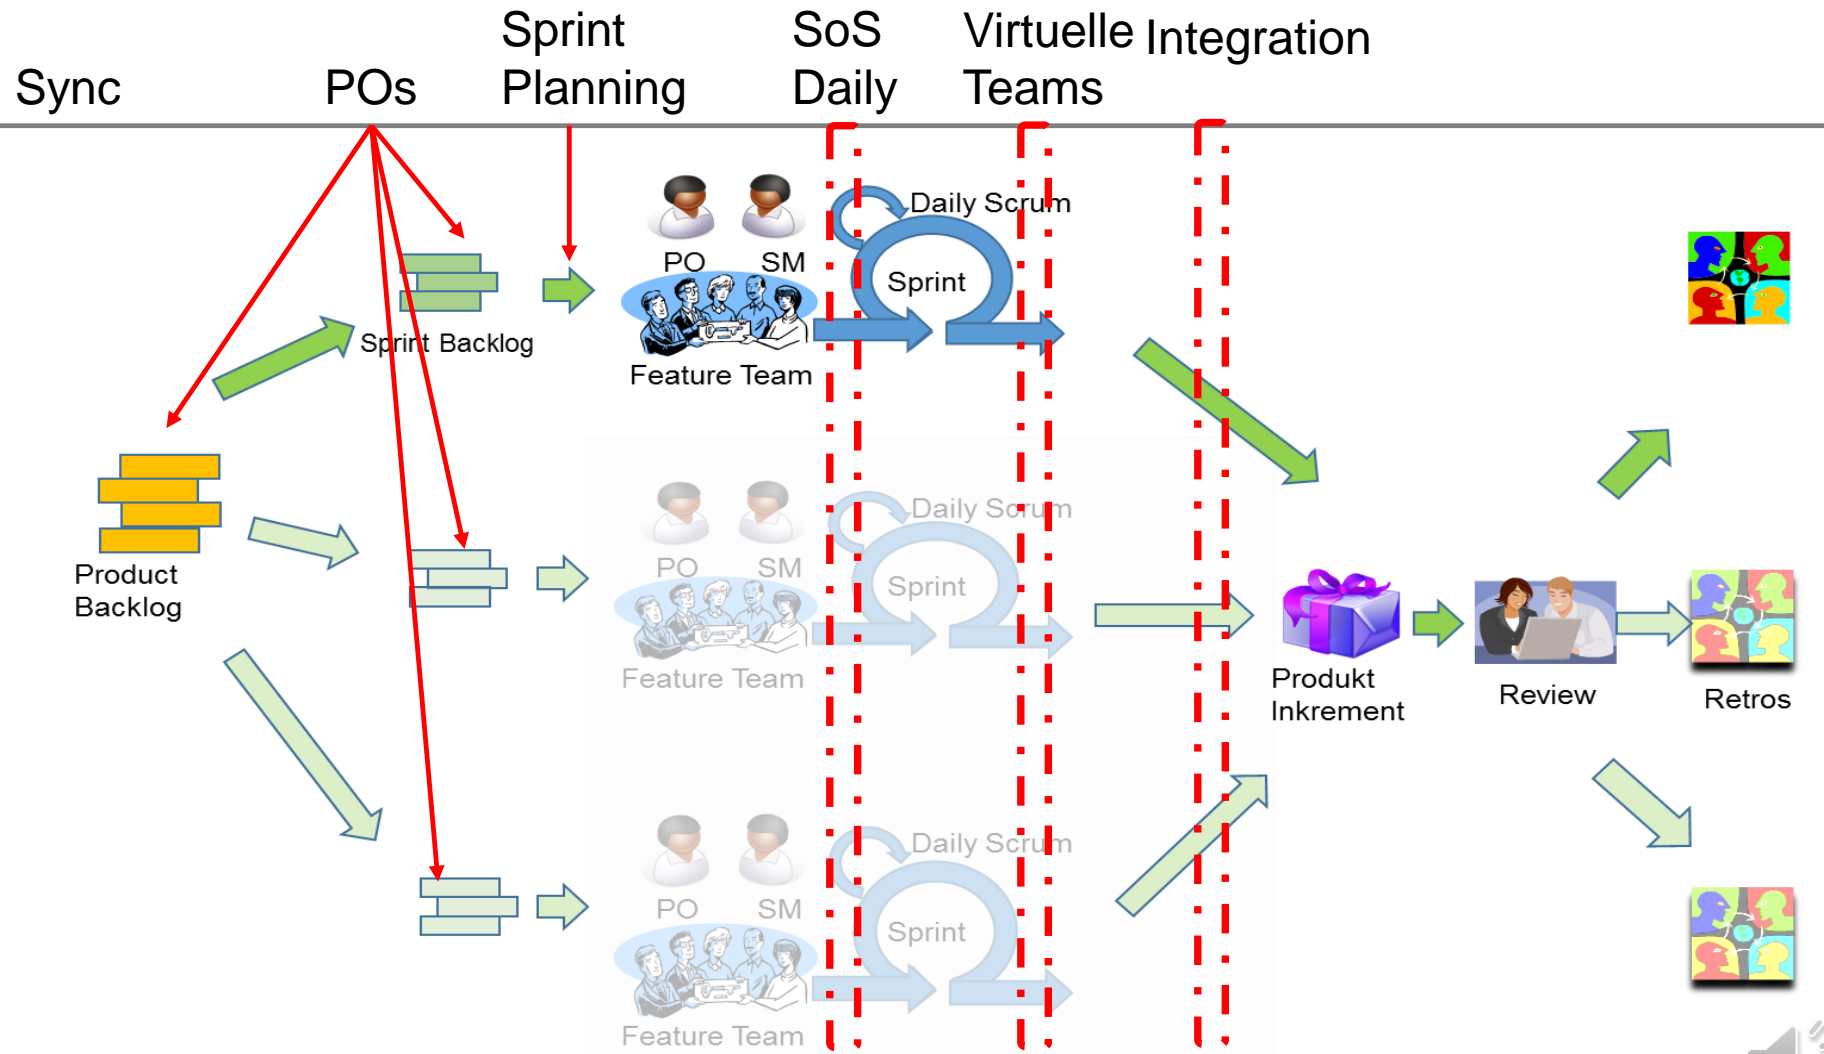 Sync
POs
Sprint
Planning
SoS
Daily
Virtuelle
Teams
Integration
PO
SM
Daily Scrum
Sprint
Sprint Backlog
Feature Team
Product
Backlog
PO
SM
Daily Scrum
Sprint
Feature Team
Produkt
Inkrement
Review
Retros
PO
SM
Daily Scrum
Sprint
Feature Team